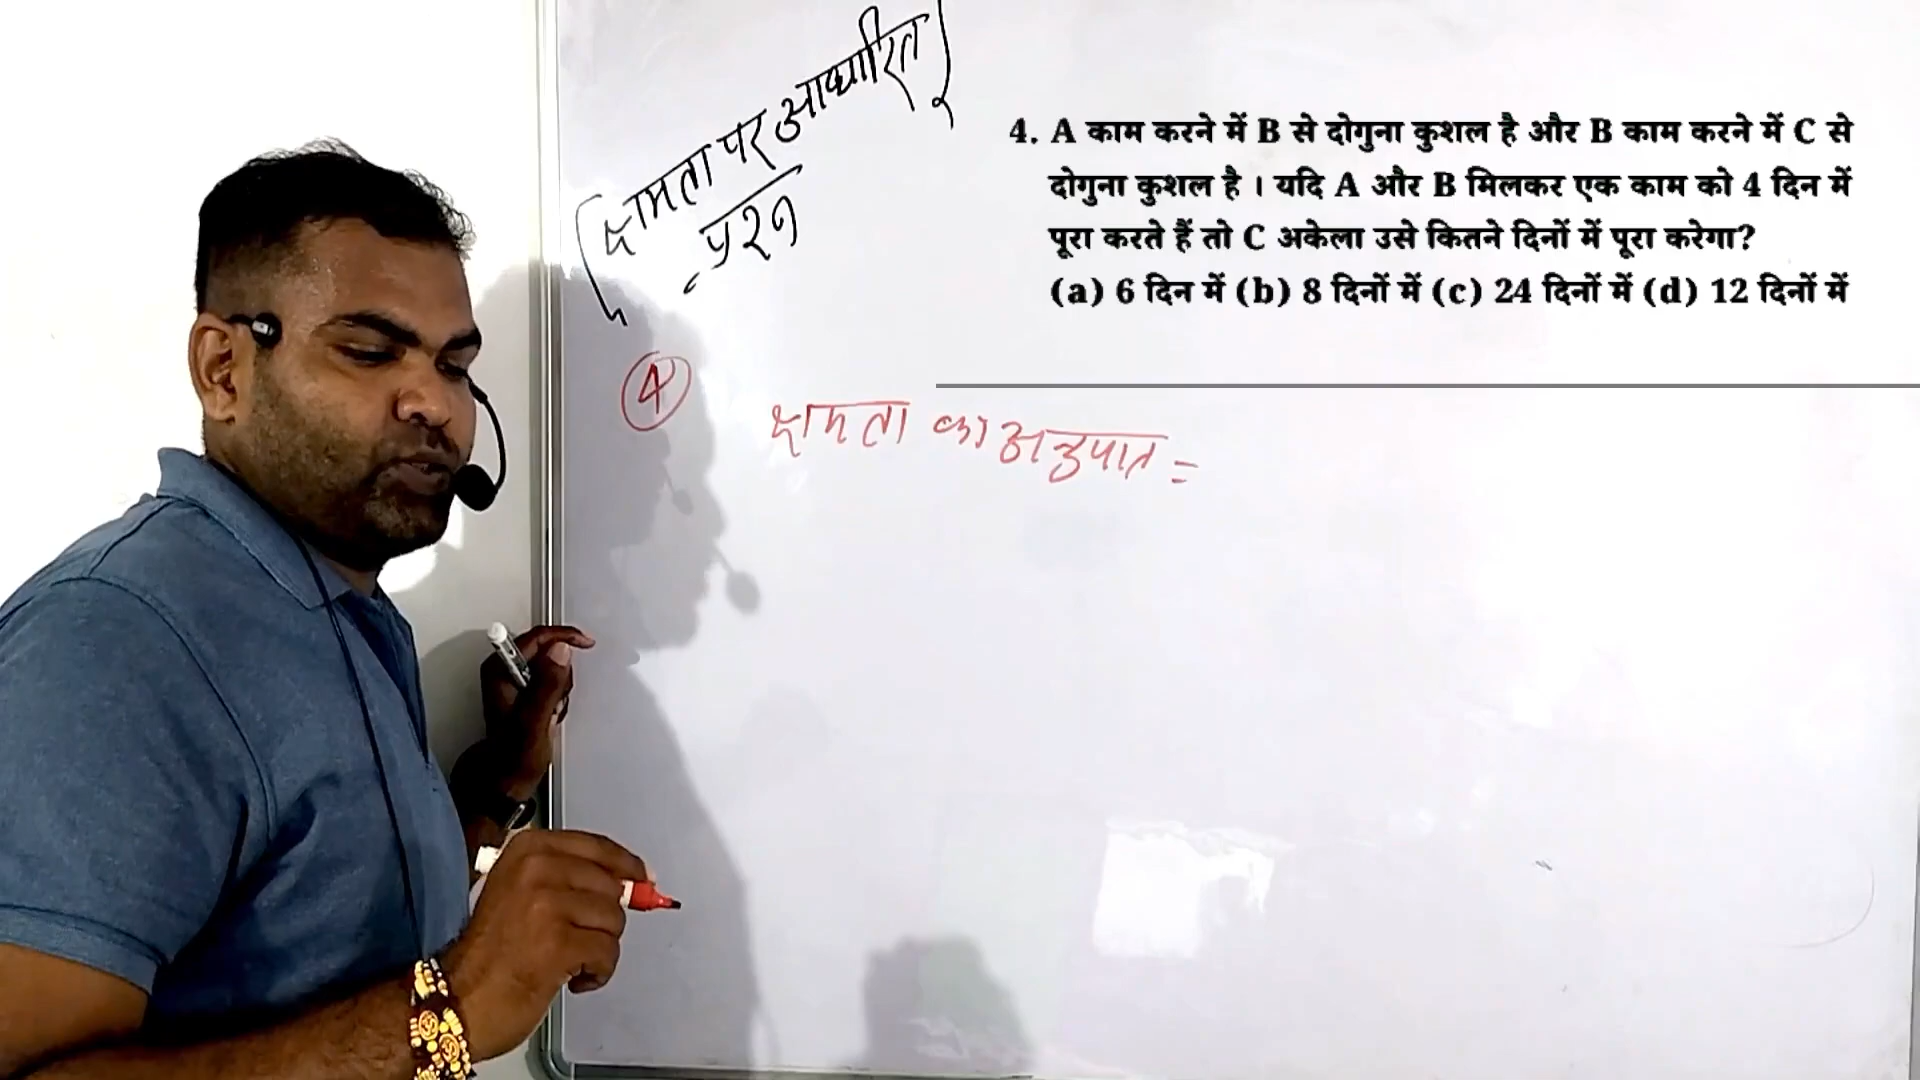 (क्षमता पर आधारित)
प्रश्न
4. A काम करने में B से दोगुना कुशल है और B काम करने में C से
दोगुना कुशल है । यदि A और B मिलकर एक काम को 4 दिन में
पूरा करते हैं तो C अकेला उसे कितने दिनों में पूरा करेगा?
(a) 6 दिन में (b) 8 दिनों में (c) 24 दिनों में (d) 12 दिनों में
4
क्षमता का अनुपात =